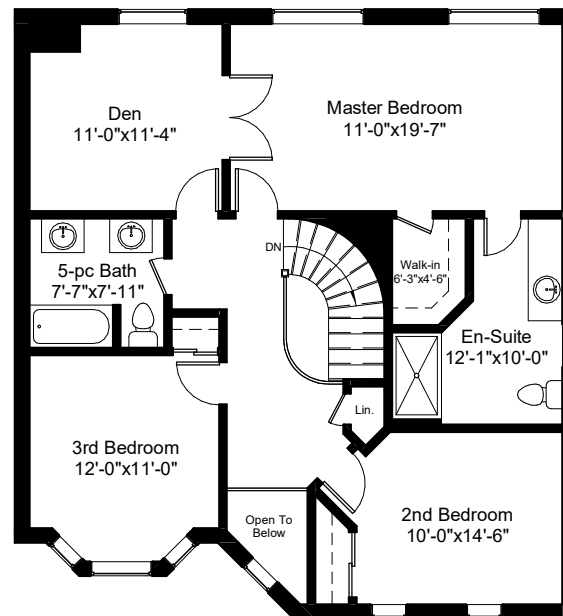 Den
11'-0"x11'-4"
Master Bedroom
11'-0"x19'-7"
DN
5-pc Bath
7'-7"x7'-11"
Walk-in
6'-3"x4'-6"
En-Suite
12'-1"x10'-0"
Lin.
3rd Bedroom
12'-0"x11'-0"
Open To
Below
2nd Bedroom
10'-0"x14'-6"